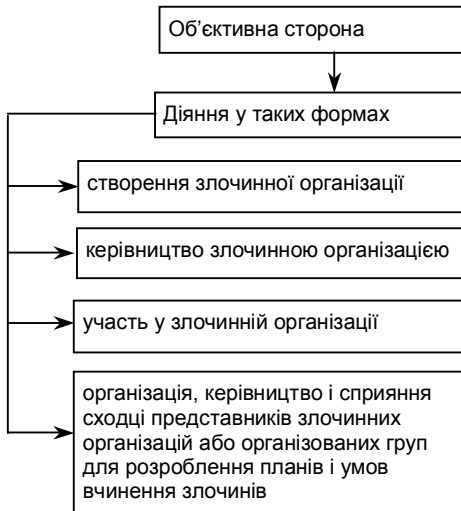 Об’єктивна сторона
Діяння у таких формах
створення злочинної організації
керівництво злочинною організацією
участь у злочинній організації
організація, керівництво і сприяння
сходці представників злочинних
організацій або організованих груп
для розроблення планів і умов
вчинення злочинів